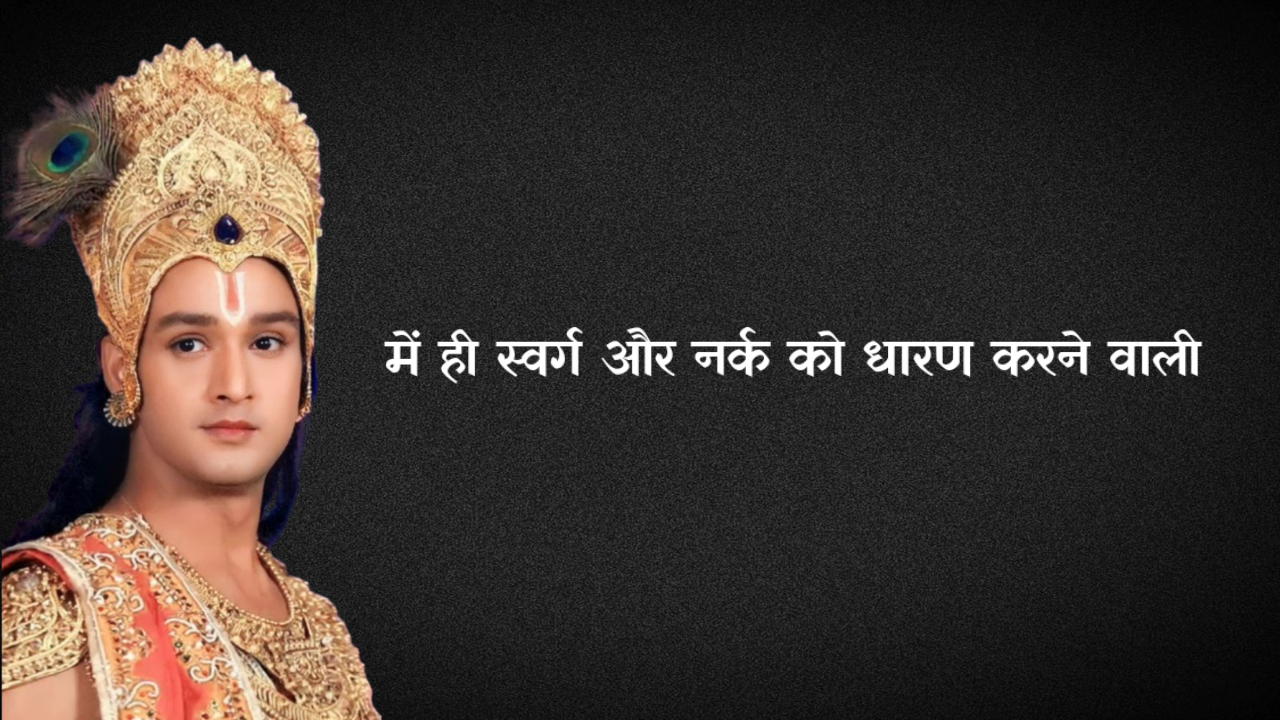 में ही स्वर्ग और नर्क को धारण करने वाली